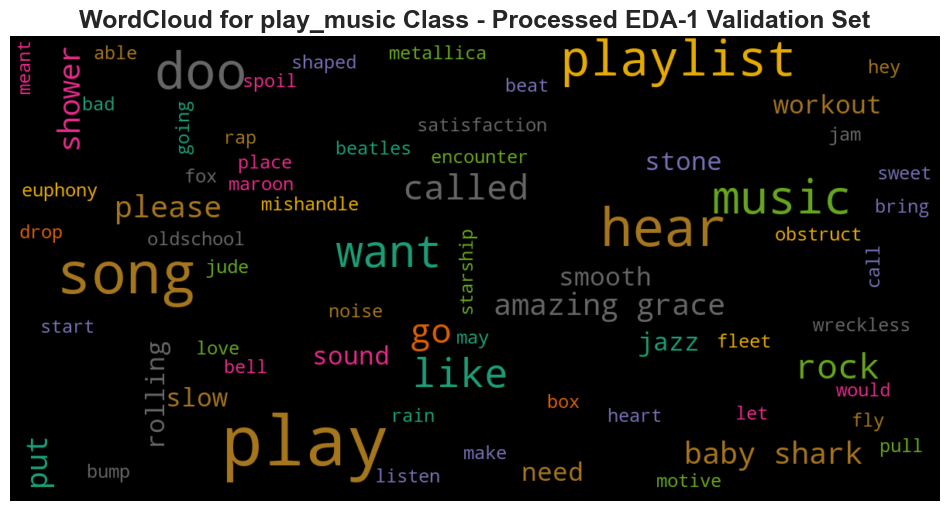 WordCloud for play_music Class - Processed EDA-1 Validation Set
meant
able
shower
doo
spoil
shaped
metallica
beat
playlist
hey
bad
going
workout
rap
satisfaction
jam
beatles
place
encounter
stone
fox
maroon
sweet
euphony
called
please
mishandle
music
bring
drop
hear
obstruct
oldschool
want
song
jude
starship
call
smooth
amazing grace
noise
start
go
may
wreckless
love
sound
jazz
fleet
bell
like
rock
would
rolling
slow
box
rain
heart
let
fly
play
put
make
baby shark
pull
bump
listen
need
motive